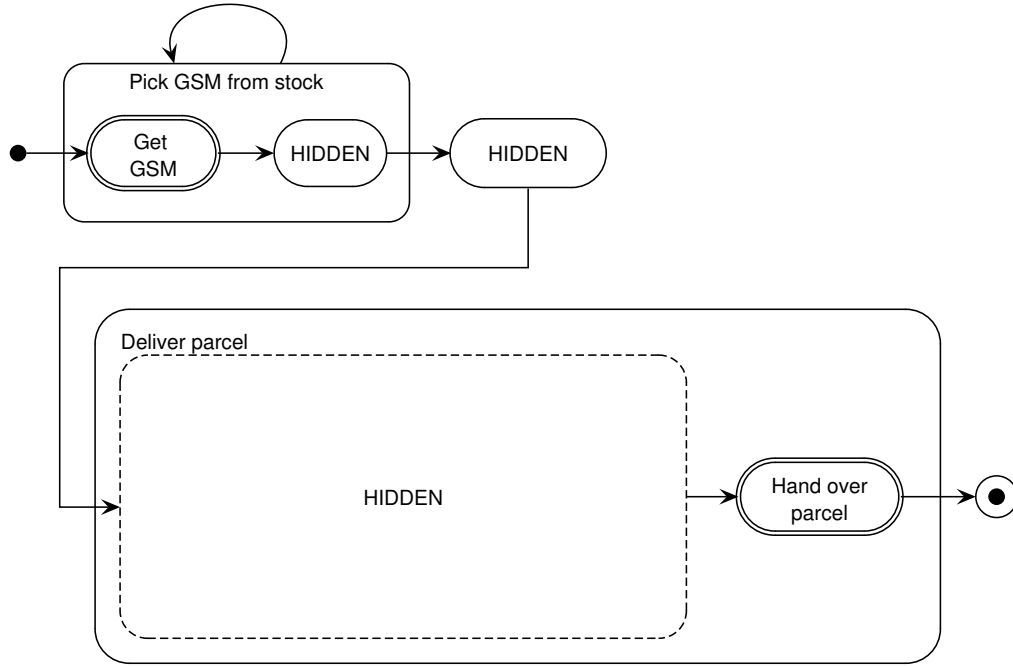 Pick GSM from stock
Get
GSM
HIDDEN
HIDDEN
Deliver parcel
HIDDEN
Hand over
parcel